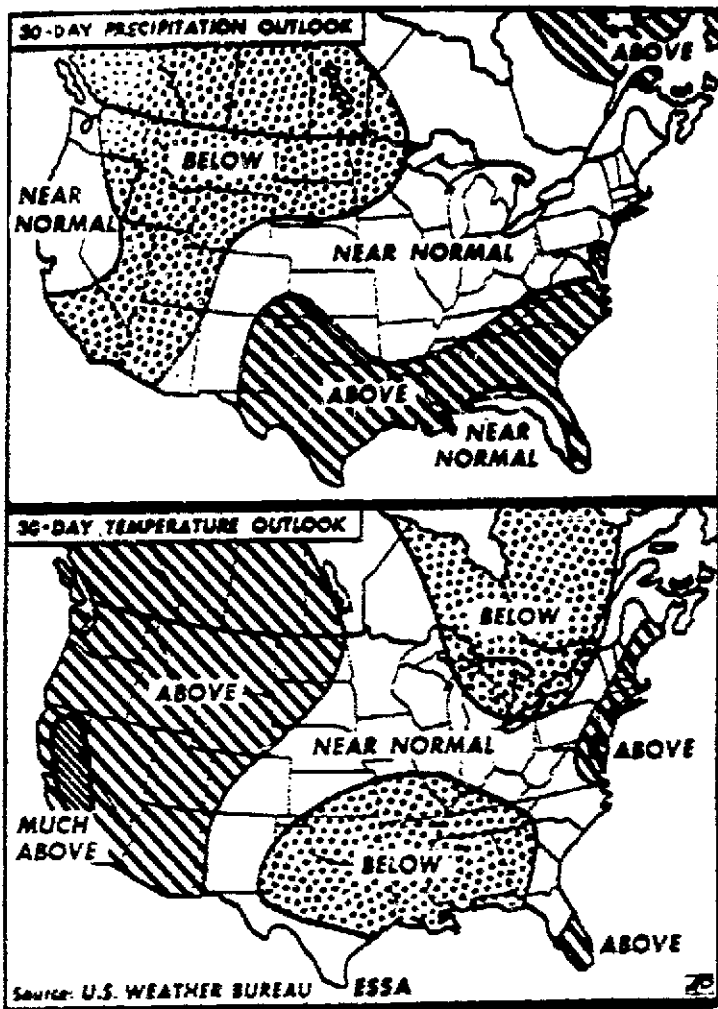 30-DAY PRECIPITATION OUTLOOK
ABOVE
BELOW
NEAR
NORMAL
NEAR NORMAL
ABOVE
NEAR
NORMAL
30-DAY TEMPERATURE OUTLOOK
BELOW
ABOVE
NEAR NORMAL
ABOVE
MUCH
ABOVE
BELOW
ABOVE
Source: U.S. WEATHER BUREAU ESSA